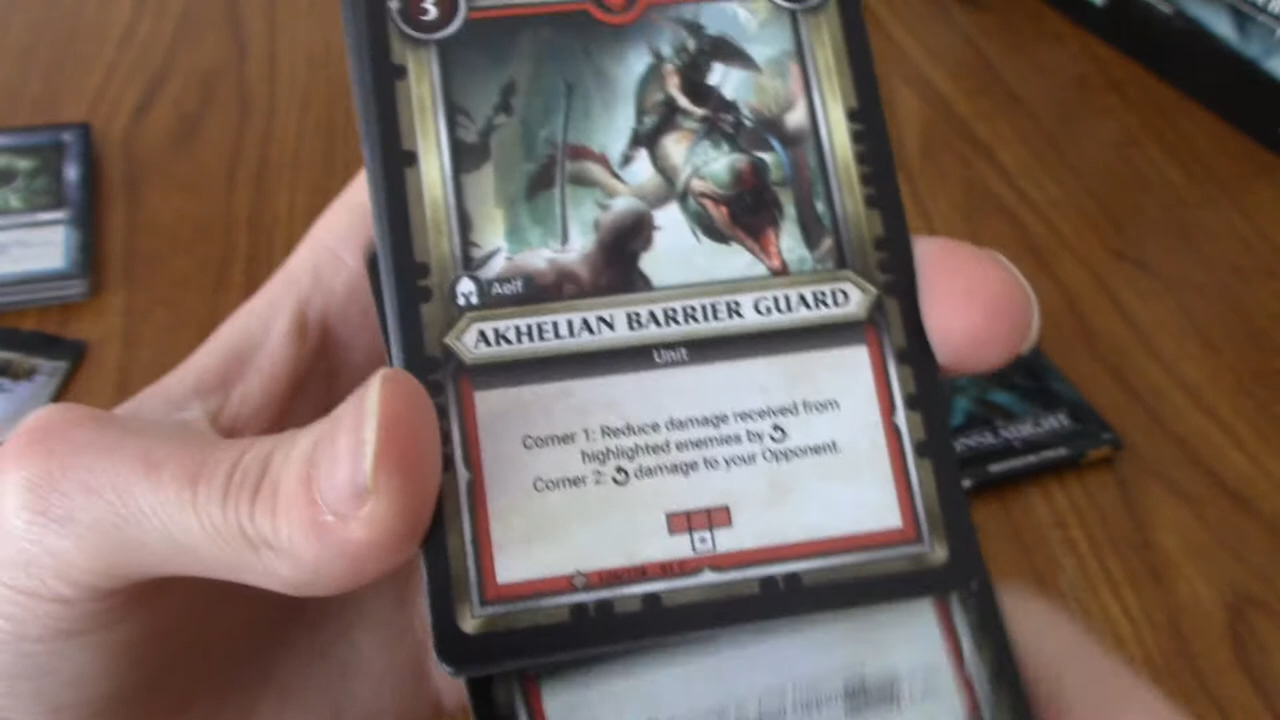 3
Aelf
AKHELIAN BARRIER GUARD
Unit
Corner 1: Reduce damage received from
highlighted enemies by
Corner 2: damage to your Opponent.